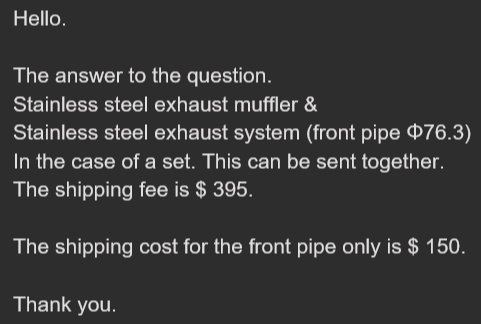 Hello.
The answer to the question.
Stainless steel exhaust muffler &
Stainless steel exhaust system (front pipe Φ76.3)
In the case of a set. This can be sent together.
The shipping fee is $ 395.
The shipping cost for the front pipe only is $ 150.
Thank you.